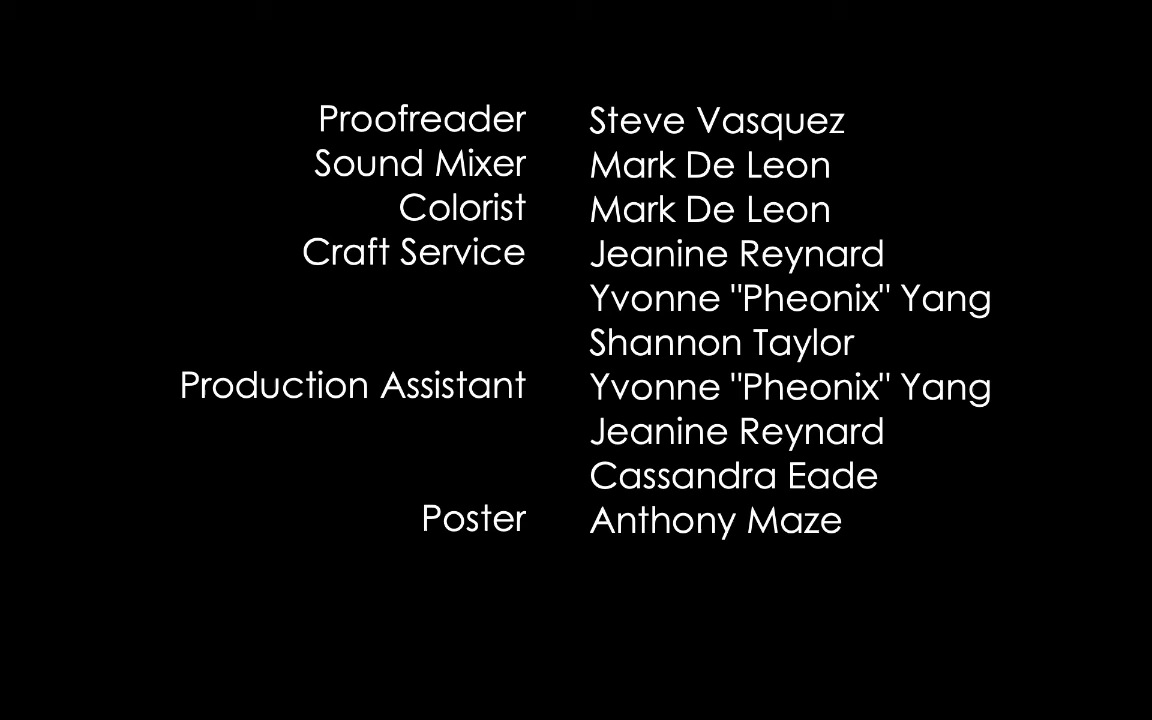 Proofreader Steve Vasquez
Sound Mixer Mark De Leon
Colorist Mark De Leon
Craft Service Jeanine Reynard
Yvonne "Pheonix" Yang
Shannon Taylor
Production Assistant Yvonne "Pheonix" Yang
Jeanine Reynard
Cassandra Eade
Poster Anthony Maze